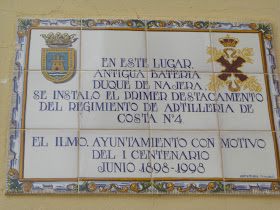 EN ESTE LUGAR,
ANTIGUA BATERIA
DUQUE DE NAJERA,
SE INSTALO EL PRIMER DESTACAMENTO
DEL REGIMIENTO DE ARTILLERIA DE
COSTA Nº4.
EL ILMO. AYUNTAMIENTO CON MOTIVO
DEL I CENTENARIO
JUNIO 1898-1998